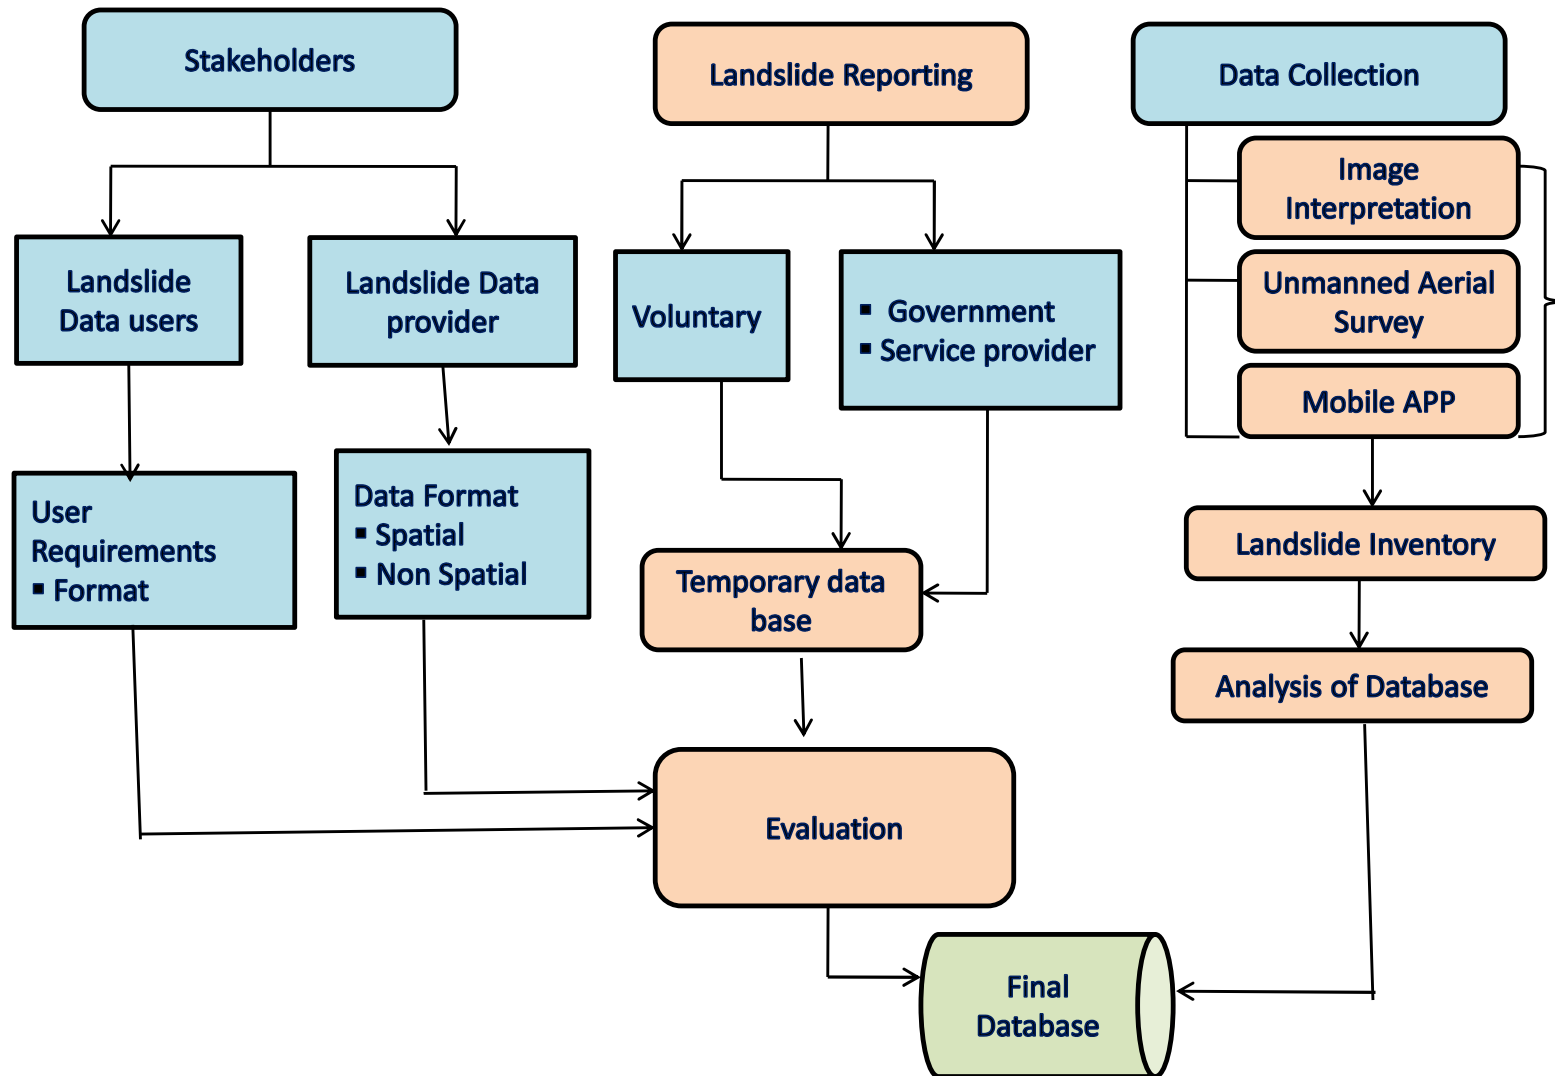 Stakeholders
Landslide Reporting
Data Collection
Landslide
Data users
Landslide Data
provider
Voluntary
▪ Government
▪ Service provider
Image
Interpretation
Unmanned Aerial
Survey
Mobile APP
User
Requirements
▪ Format
Data Format
▪ Spatial
▪ Non Spatial
Temporary data
base
Landslide Inventory
Analysis of Database
Evaluation
Final
Database